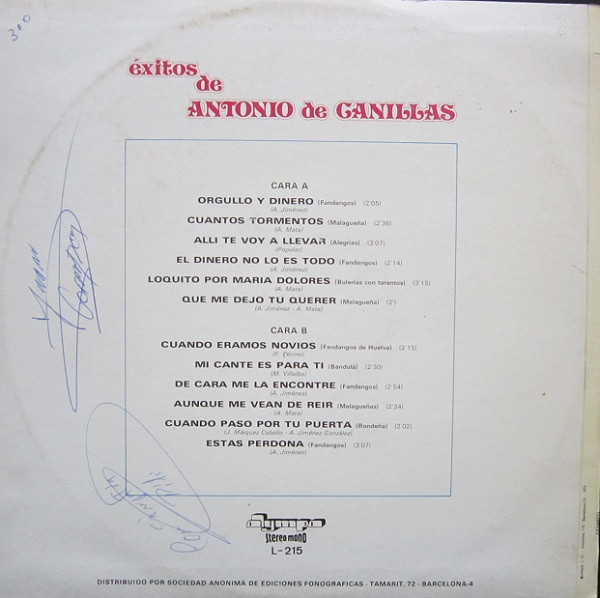 300
éxitos de
ANTONIO de CANILLAS
CARA A
ORGULLO Y DINERO (Fandangos) (2'05)
(A. Jiménez)
CUANTOS TORMENTOS (Malagueña) (2'36)
(A. Mata)
ALLI TE VOY A LLEVAR (Alegrías) (3'07)
(Popular)
EL DINERO NO LO ES TODO (Fandangos) (2'14)
(A. Jiménez)
LOQUITO POR MARIA DOLORES (Bulerías con tarantos) (3'15)
(A. Mata)
QUE ME DEJO TU QUERER (Malagueña) (2')
(A. Jiménez - A. Mata)
CARA B
CUANDO ERAMOS NOVIOS (Fandangos de Huelva) (2'15)
(F. Pecino)
MI CANTE ES PARA TI (Bandulá) (2'30)
(M. Villalba)
DE CARA ME LA ENCONTRE (Fandangos) (2'54)
(A. Jiménez)
AUNQUE ME VEAN DE REIR (Malagueñas) (2'34)
(A. Mata)
CUANDO PASO POR TU PUERTA (Rondeña) (2'02)
(J. Márquez Cabello - A. Jiménez González)
ESTAS PERDONA (Fandangos) (3'07)
(A. Jiménez)
olympo
stereo mono
L-215
DISTRIBUIDO POR SOCIEDAD ANONIMA DE EDICIONES FONOGRAFICAS - TAMARIT, 72 - BARCELONA-4